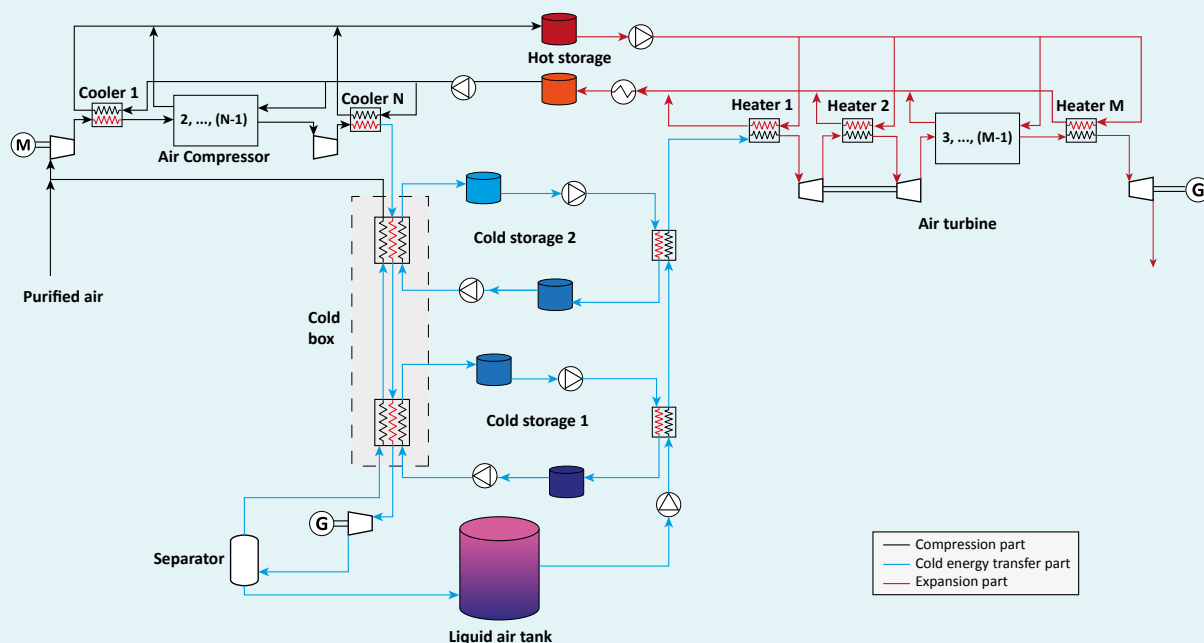 Hot storage
Cooler 1
Cooler N
Heater 1
Heater 2
Heater M
2, ..., (N-1)
3, ..., (M-1)
M
Air Compressor
G
Air turbine
Cold storage 2
Purified air
Cold
box
Cold storage 1
G
Separator
Liquid air tank
Compression part
Cold energy transfer part
Expansion part